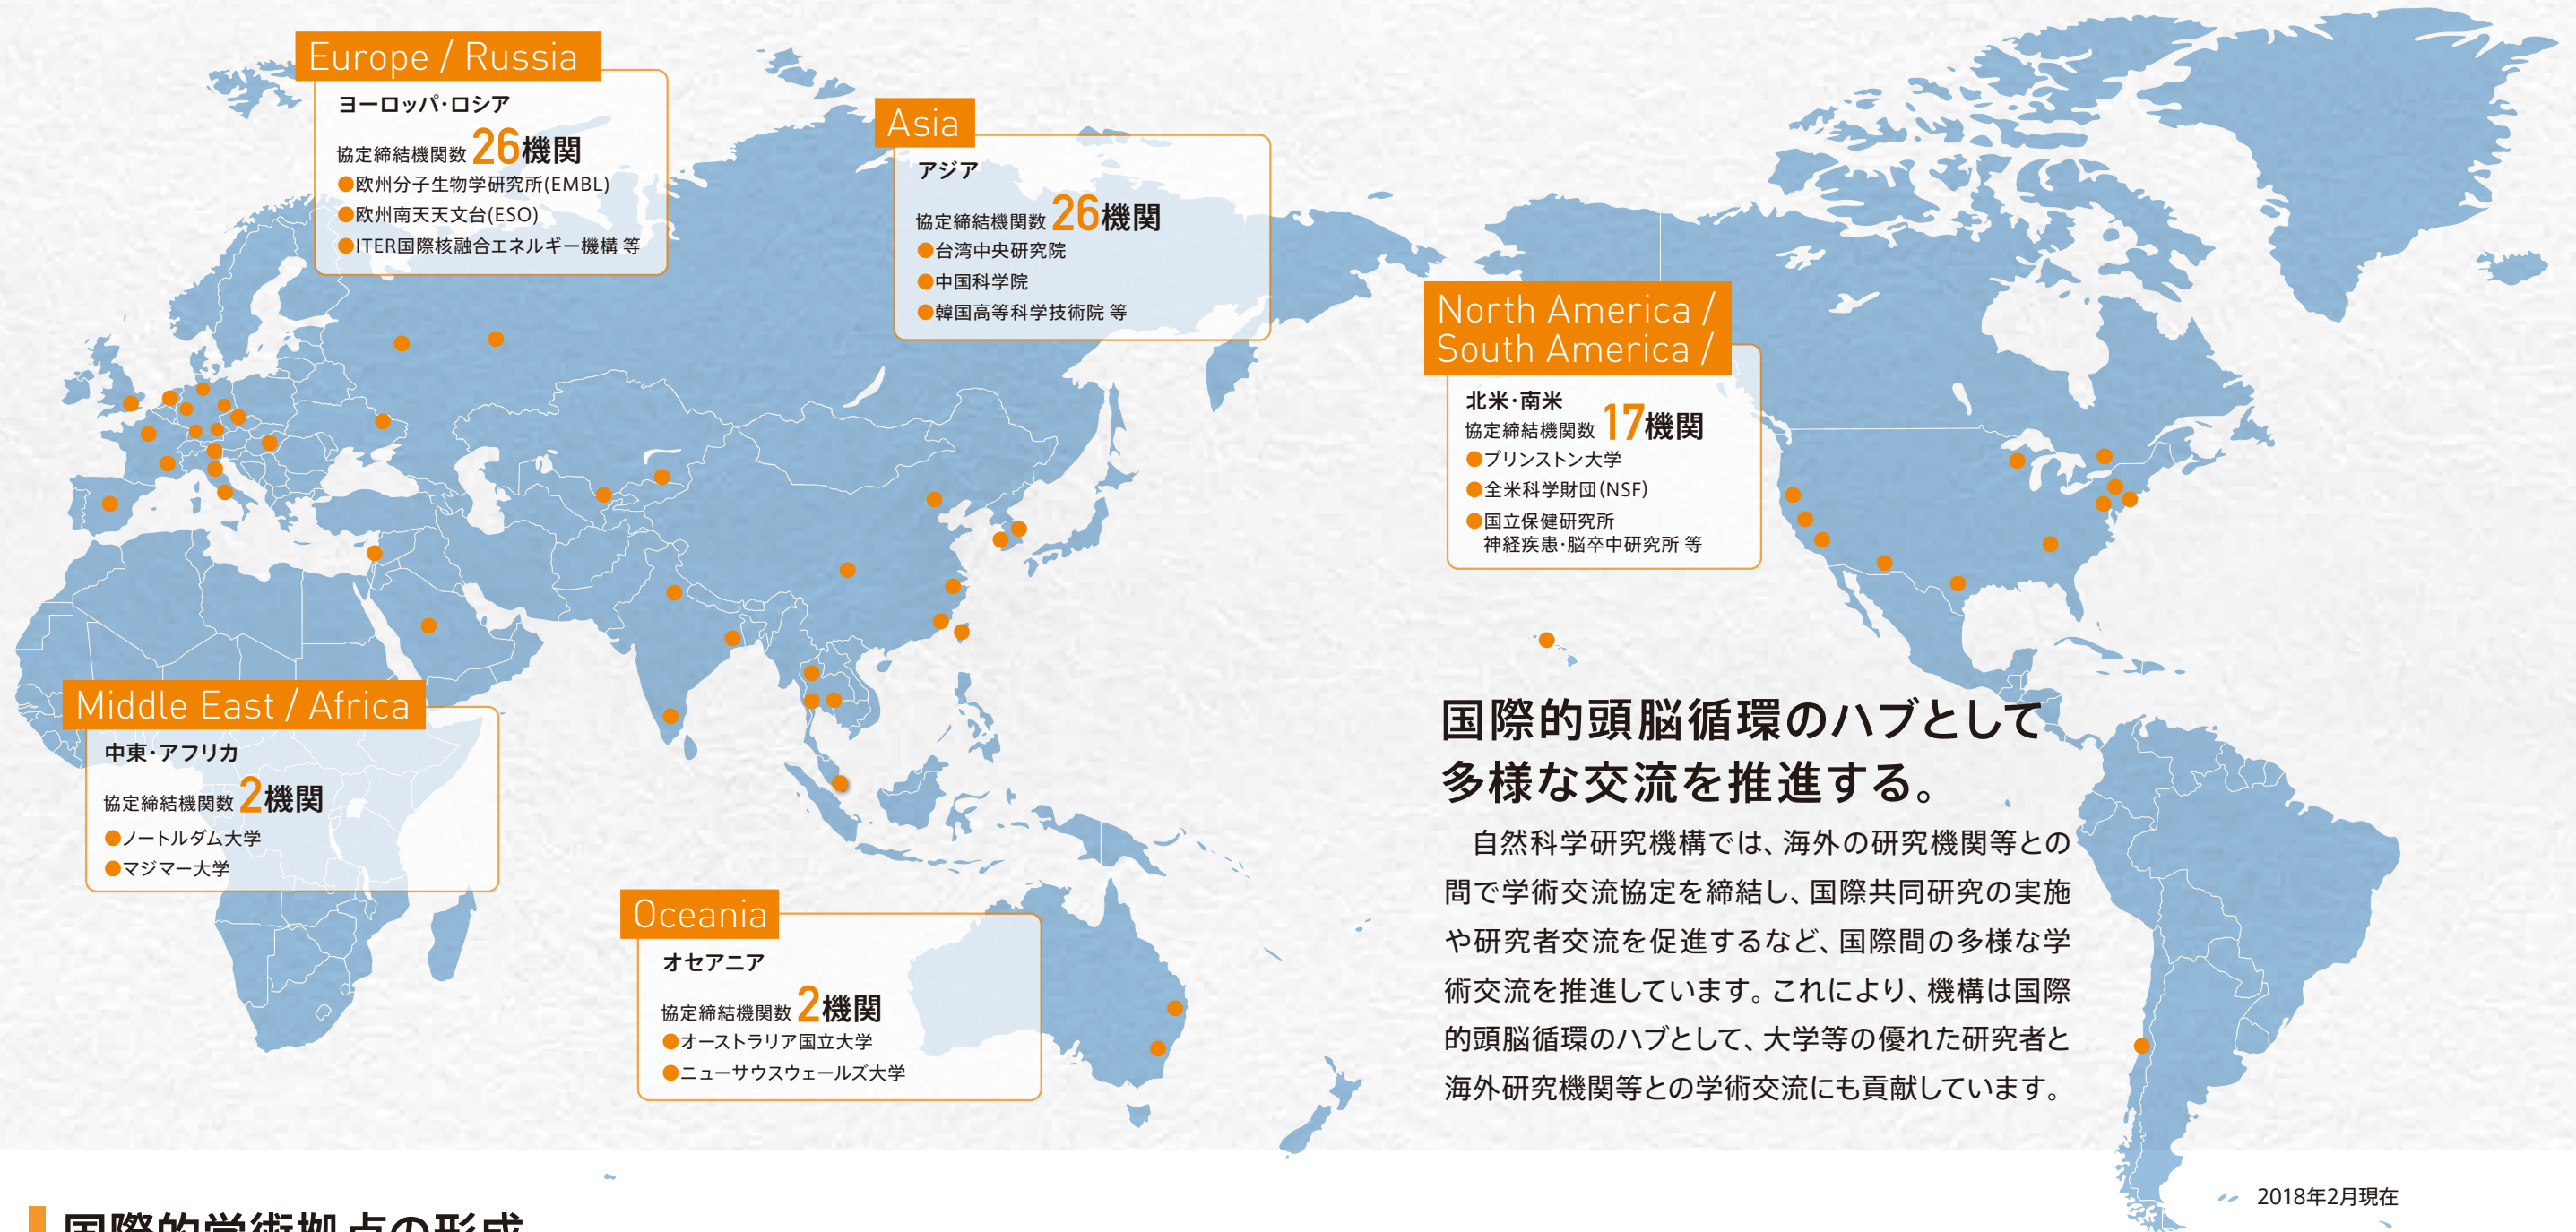 Europe / Russia
ヨーロッパ・ロシア
協定締結機関数 26機関
●欧州分子生物学研究所(EMBL)
●欧州南天天文台(ESO)
●ITER国際核融合エネルギー機構 等
Asia
アジア
協定締結機関数 26機関
●台湾中央研究院
●中国科学院
●韓国高等科学技術院 等
North America /
South America /
北米・南米
協定締結機関数 17機関
●プリンストン大学
●全米科学財団(NSF)
●国立保健研究所
神経疾患・脳卒中研究所 等
Middle East / Africa
中東・アフリカ
協定締結機関数 2機関
●ノートルダム大学
●マジマー大学
Oceania
オセアニア
協定締結機関数 2機関
●オーストラリア国立大学
●ニューサウスウェールズ大学
国際的頭脳循環のハブとして
多様な交流を推進する。
自然科学研究機構では、海外の研究機関等との
間で学術交流協定を締結し、国際共同研究の実施
や研究者交流を促進するなど、国際間の多様な学
術交流を推進しています。これにより、機構は国際
的頭脳循環のハブとして、大学等の優れた研究者と
海外研究機関等との学術交流にも貢献しています。
2018年2月現在
国際的学術拠点の形成